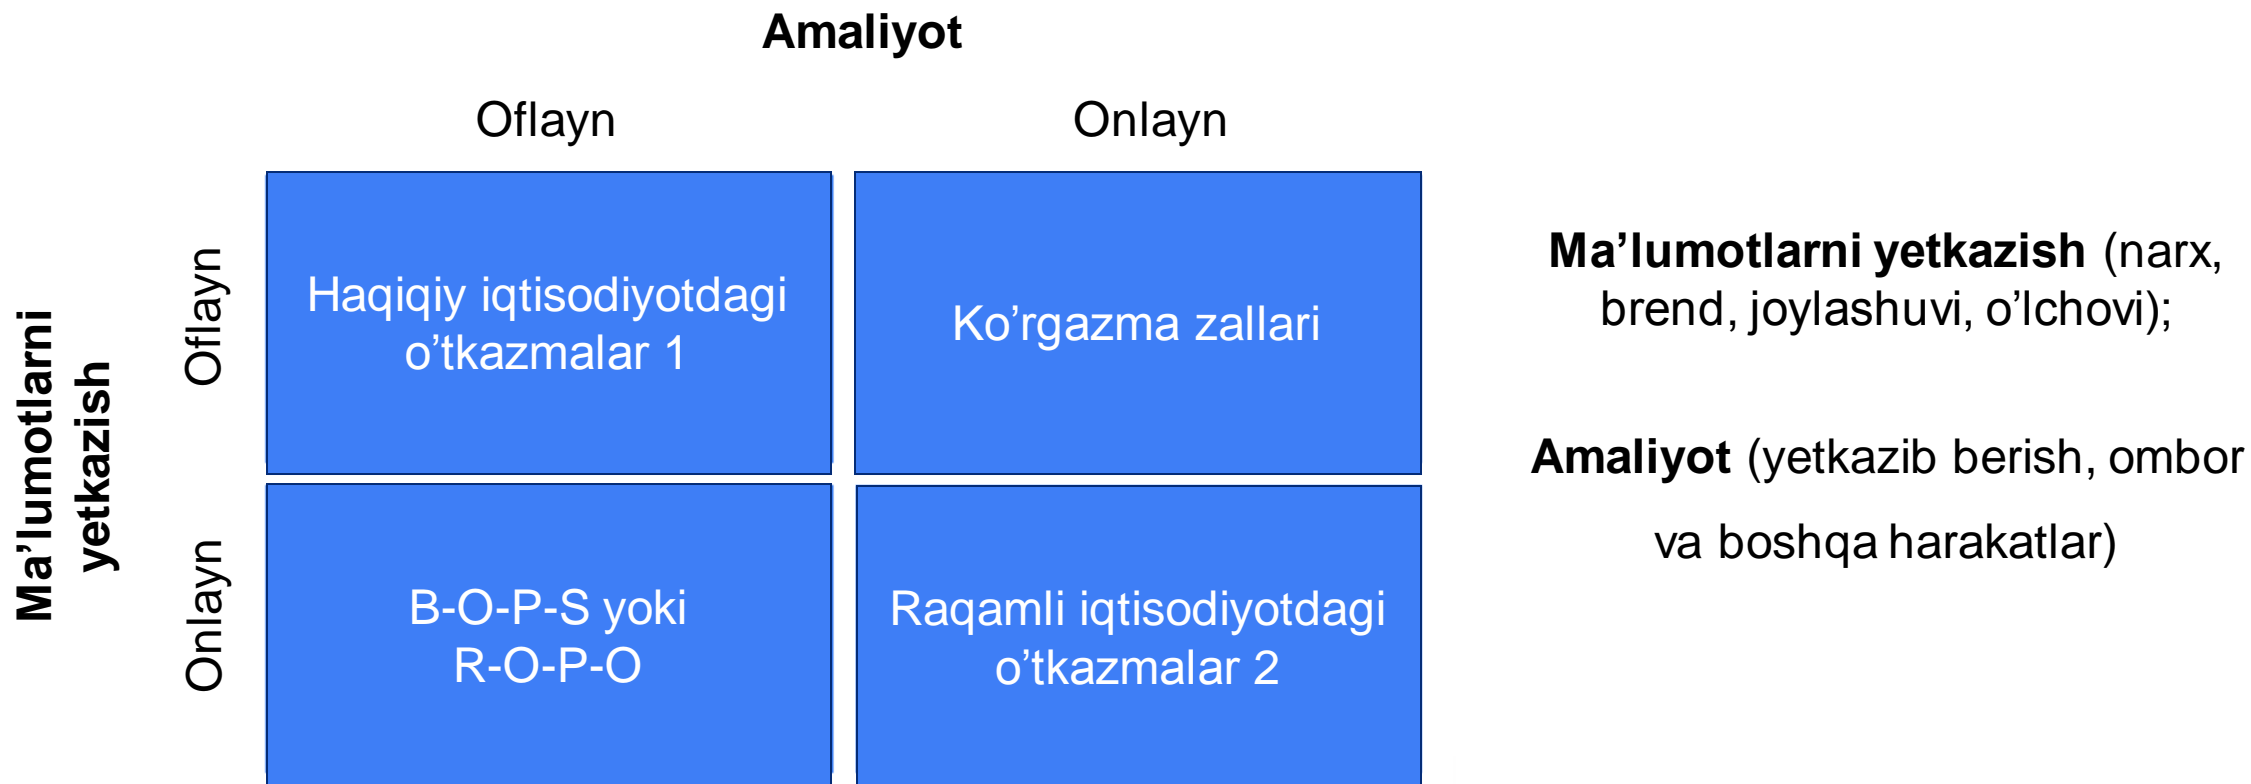 Amaliyot
Oflayn
Onlayn
Ma’lumotlarni
yetkazish
Oflayn
Haqiqiy iqtisodiyotdagi
o’tkazmalar 1
Ko’rgazma zallari
Onlayn
B-O-P-S yoki
R-O-P-O
Raqamli iqtisodiyotdagi
o’tkazmalar 2
Ma’lumotlarni yetkazish (narx,
brend, joylashuvi, o’lchovi);
Amaliyot (yetkazib berish, ombor
va boshqa harakatlar)